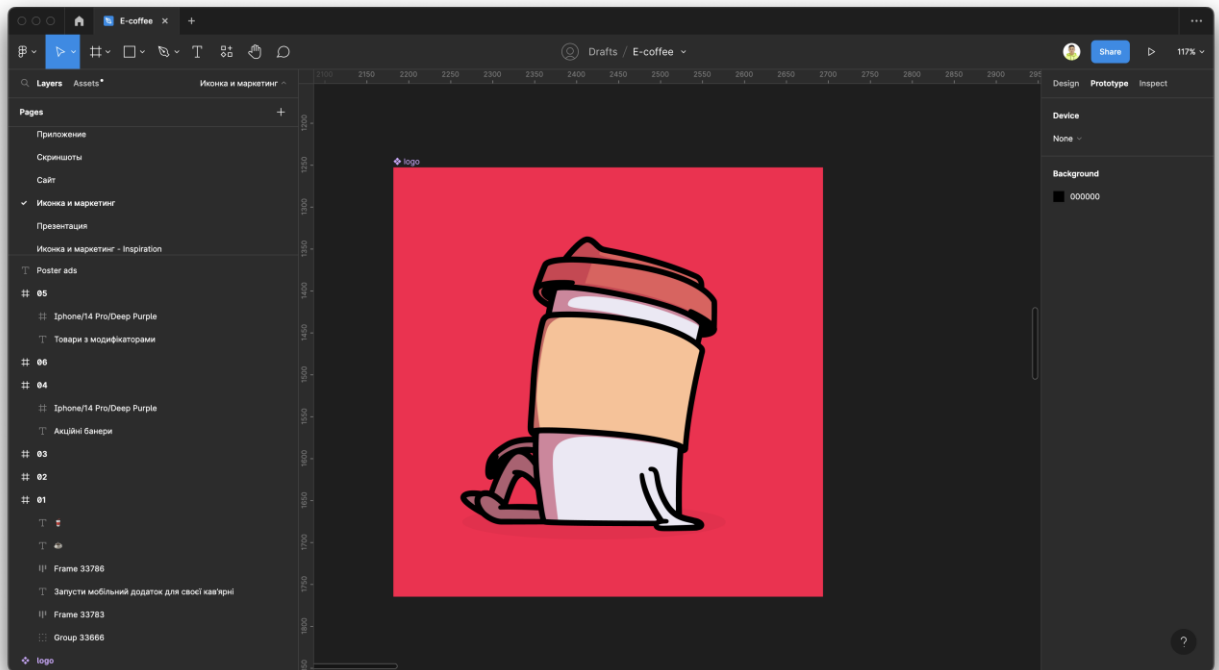 E-coffee
Drafts / E-coffee
Share
117%
Layers
Assets
Иконка и маркетинг
Pages
Приложение
Скриншоты
Сайт
Иконка и маркетинг
Презентация
Иконка и маркетинг - Inspiration
Poster ads
05
Iphone/14 Pro/Deep Purple
Товари з модифікаторами
06
04
Iphone/14 Pro/Deep Purple
Акційні банери
03
02
01
Frame 33786
Запусти мобільний додаток для своєї кав'ярні
Frame 33783
Group 33666
logo
2100 2150 2200 2250 2300 2350 2400 2450 2500 2550 2600 2650 2700 2750 2800 2850 2900 295
1200
1250
1300
1350
1400
1450
1500
1550
1600
1650
1700
1750
1800
logo
Design
Prototype
Inspect
Device
None
Background
000000
?